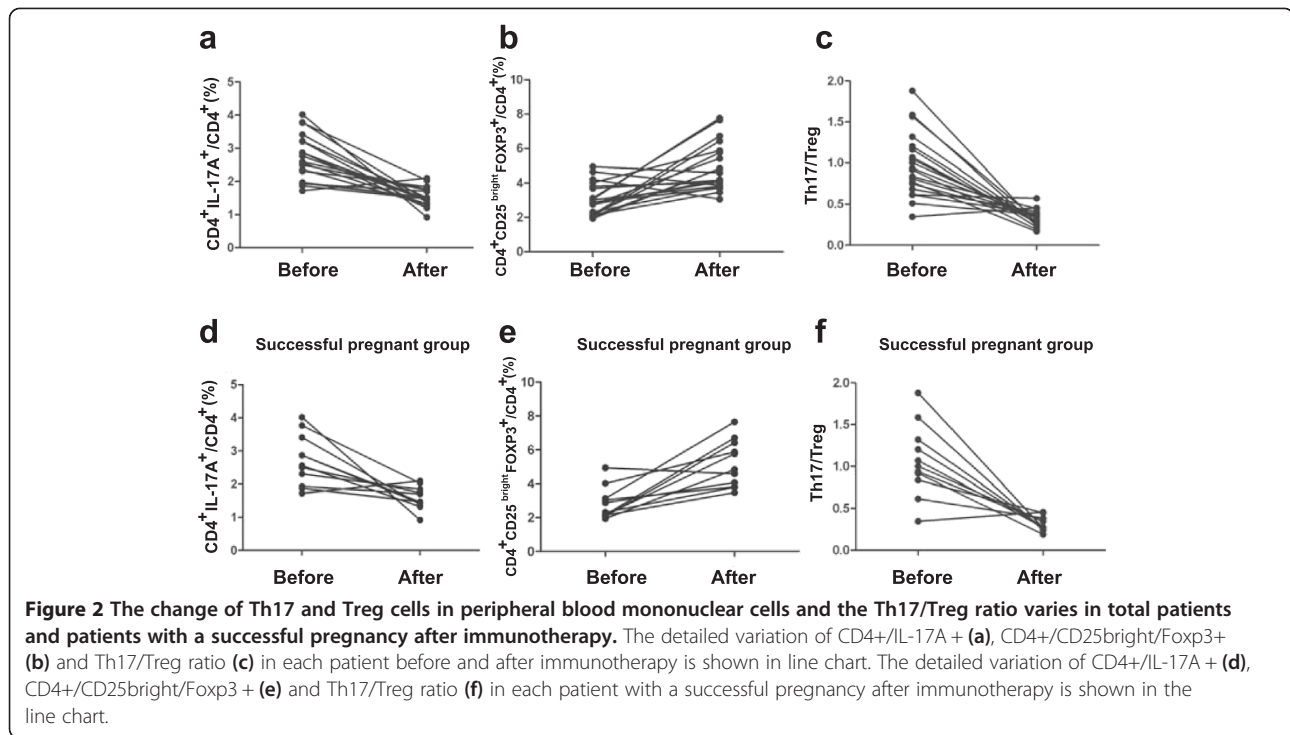 a
b
c
CD4+IL-17A+/CD4+(%)
5
4
3
2
1
0
Before
After
CD4+CD25 bright FOXP3+/CD4+(%)
10
8
6
4
2
0
Before
After
Th17/Treg
2.0
1.5
1.0
0.5
0.0
Before
After
d
Successful pregnant group
e
Successful pregnant group
f
CD4+IL-17A+/CD4+(%)
5
4
3
2
1
0
Before
After
CD4+CD25 bright FOXP3+/CD4+(%)
10
8
6
4
2
0
Before
After
Th17/Treg
2.0
1.5
1.0
0.5
0.0
Before
After
Figure 2 The change of Th17 and Treg cells in peripheral blood mononuclear cells and the Th17/Treg ratio varies in total patients
and patients with a successful pregnancy after immunotherapy. The detailed variation of CD4+/IL-17A + (a), CD4+/CD25bright/Foxp3+
(b) and Th17/Treg ratio (c) in each patient before and after immunotherapy is shown in line chart. The detailed variation of CD4+/IL-17A + (d),
CD4+/CD25bright/Foxp3 + (e) and Th17/Treg ratio (f) in each patient with a successful pregnancy after immunotherapy is shown in the
line chart.